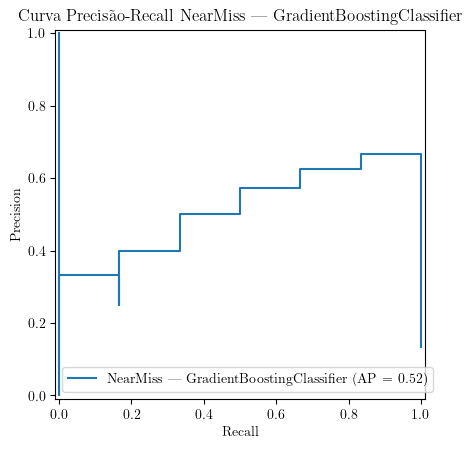 Curva Precisão-Recall NearMiss — GradientBoostingClassifier
1.0
0.8
0.6
0.4
0.2
0.0
Precision
NearMiss — GradientBoostingClassifier (AP = 0.52)
0.0 0.2 0.4 0.6 0.8 1.0
Recall